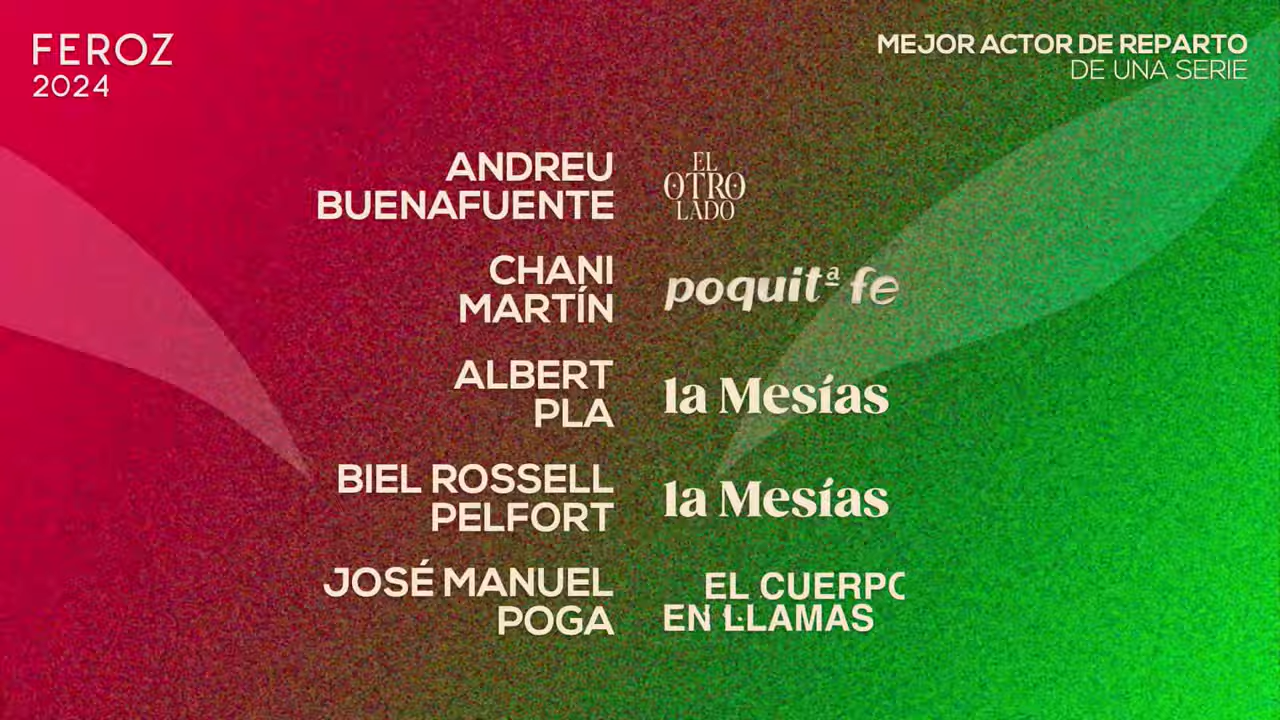 FEROZ
2024
MEJOR ACTOR DE REPARTO
DE UNA SERIE
ANDREU
BUENAFUENTE
EL
OTRO
LADO
CHANI
MARTÍN
poquitª fe
ALBERT
PLA
la Mesías
BIEL ROSSELL
PELFORT
la Mesías
JOSÉ MANUEL
POGA
EL CUERPO
EN LLAMAS